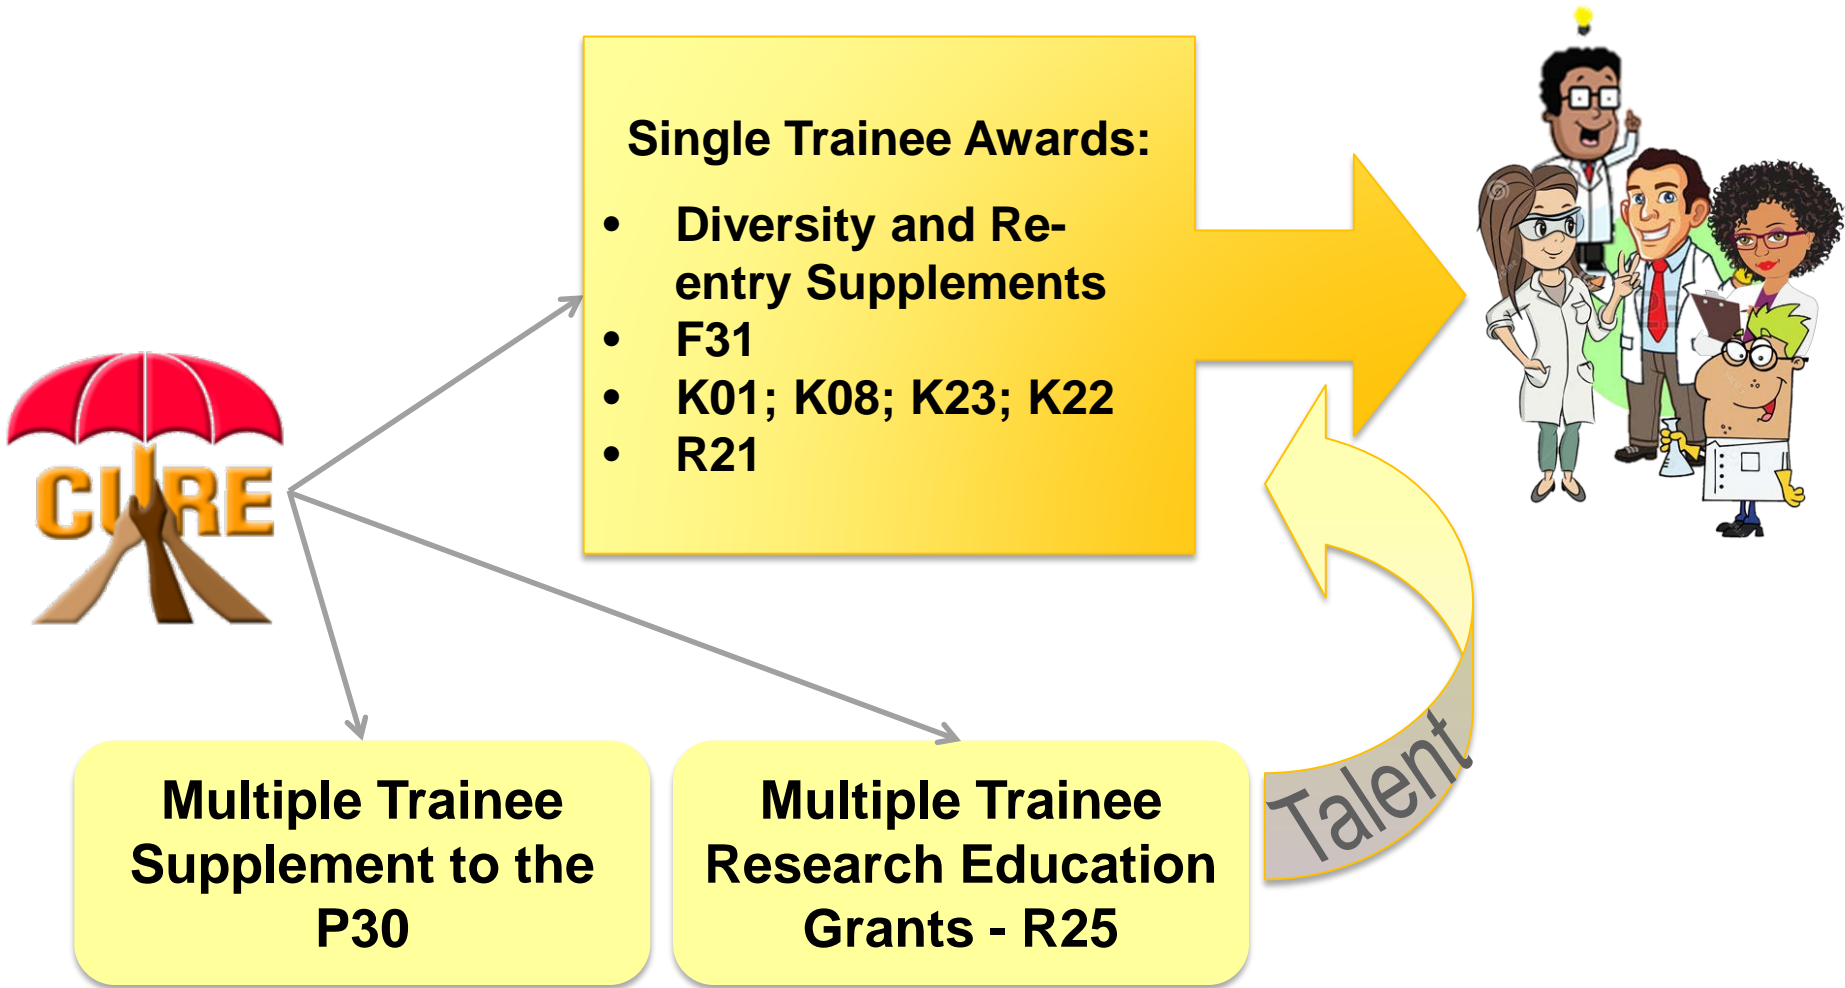 Single Trainee Awards:
• Diversity and Re-
entry Supplements
• F31
• K01; K08; K23; K22
• R21
CURE
Talent
Multiple Trainee
Supplement to the
P30
Multiple Trainee
Research Education
Grants - R25